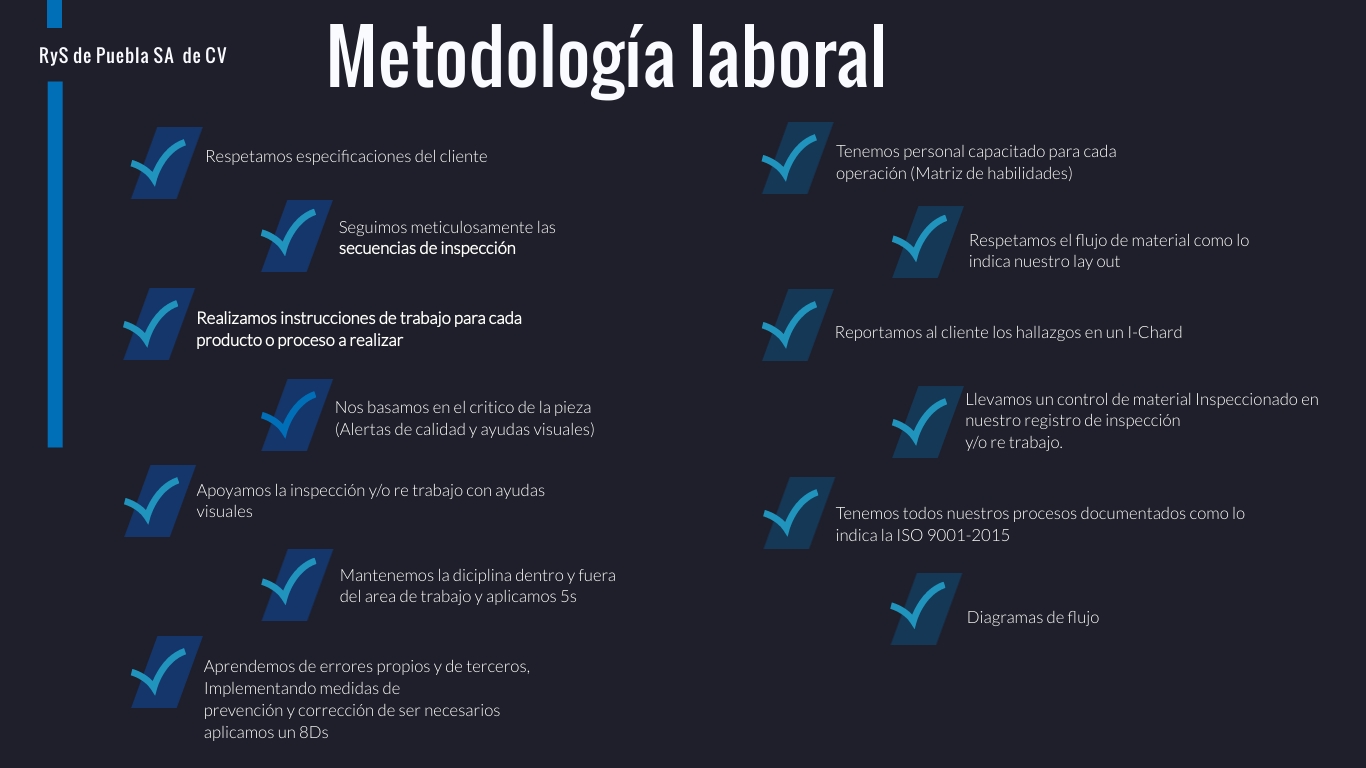 RyS de Puebla SA de CV
Metodología laboral
Respetamos especificaciones del cliente
Seguimos meticulosamente las
secuencias de inspección
Realizamos instrucciones de trabajo para cada
producto o proceso a realizar
Nos basamos en el critico de la pieza
(Alertas de calidad y ayudas visuales)
Apoyamos la inspección y/o re trabajo con ayudas
visuales
Mantenemos la diciplina dentro y fuera
del area de trabajo y aplicamos 5s
Aprendemos de errores propios y de terceros,
Implementando medidas de
prevención y corrección de ser necesarios
aplicamos un 8Ds
Tenemos personal capacitado para cada
operación (Matriz de habilidades)
Respetamos el flujo de material como lo
indica nuestro lay out
Reportamos al cliente los hallazgos en un I-Chard
Llevamos un control de material Inspeccionado en
nuestro registro de inspección
y/o re trabajo.
Tenemos todos nuestros procesos documentados como lo
indica la ISO 9001-2015
Diagramas de flujo